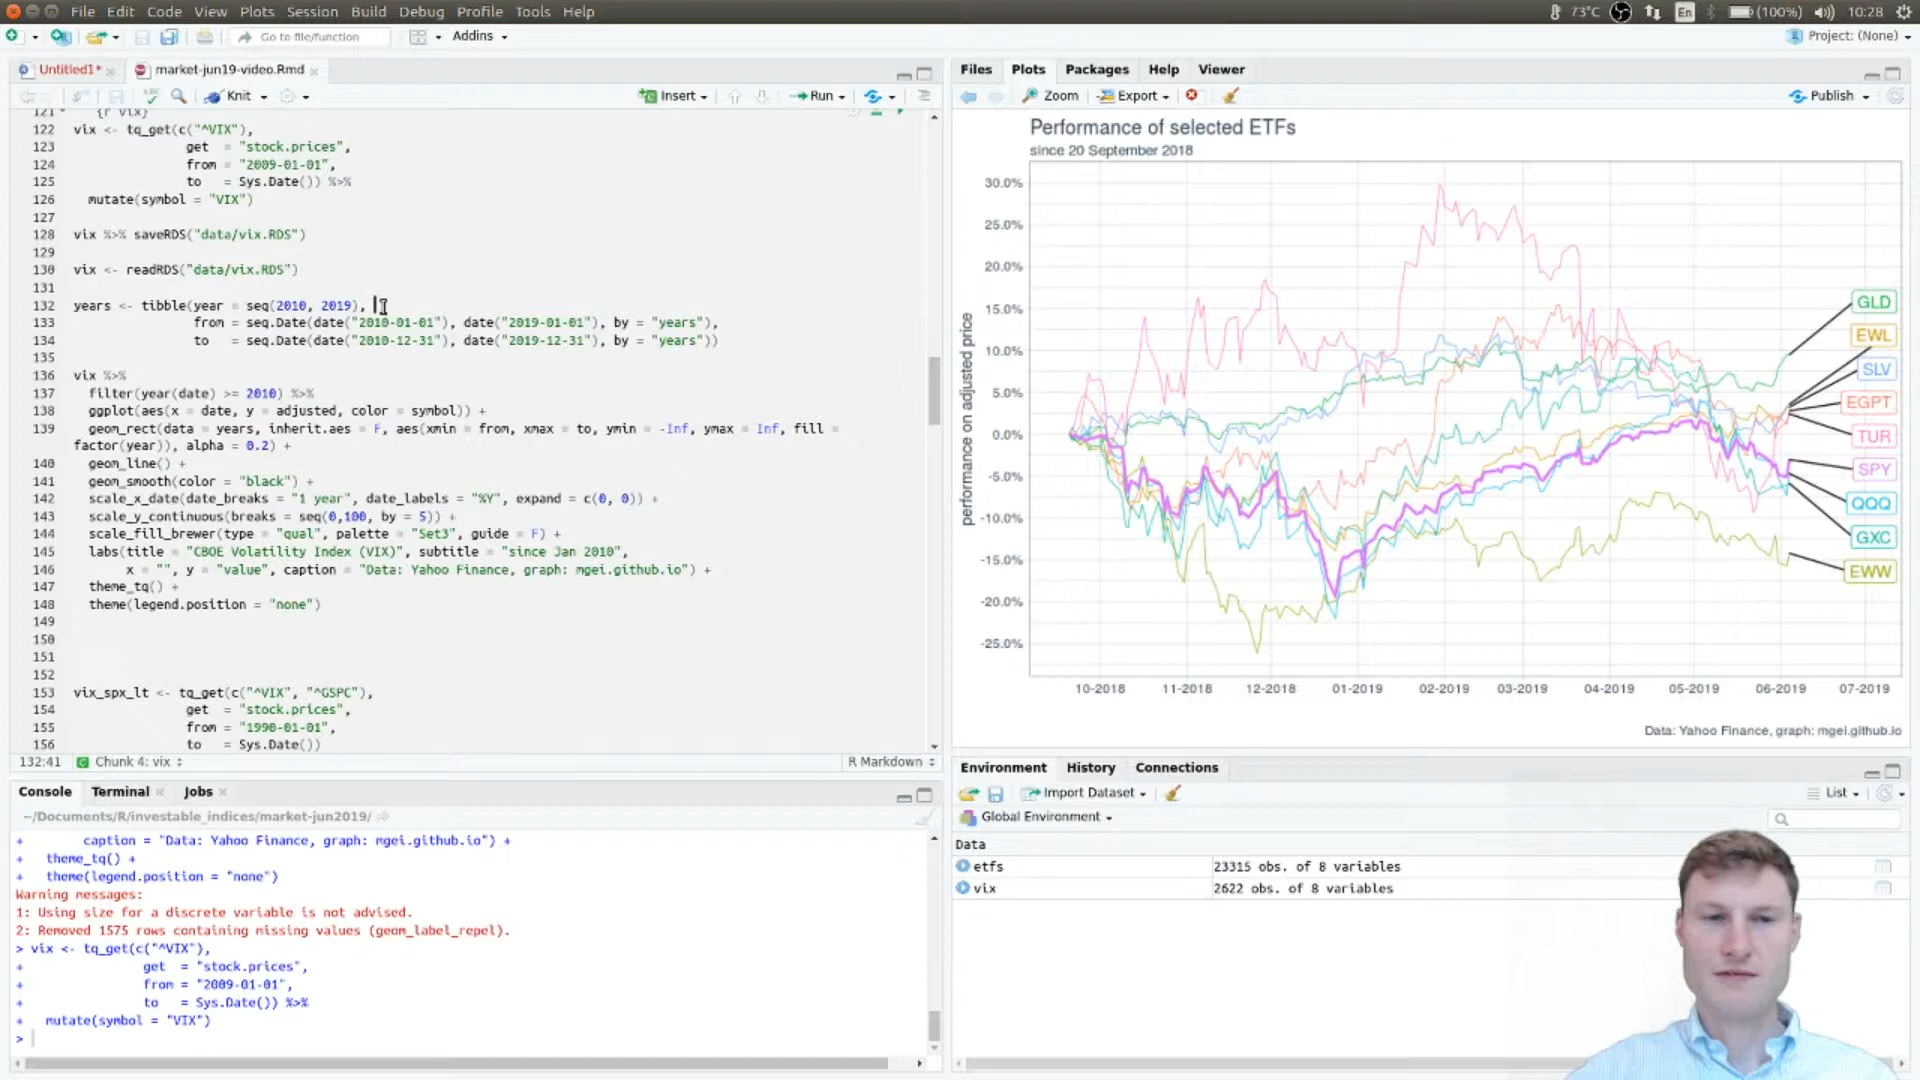 File Edit Code View Plots Session Build Debug Profile Tools Help
73°C En (100%) 10:28
Go to file/function Addins Project: (None)
Untitled1* market-jun19-video.Rmd
Knit Insert Run
121 {r vix}
122 vix <- tq_get(c("^VIX"),
123 get = "stock.prices",
124 from = "2009-01-01",
125 to = Sys.Date()) %>%
126 mutate(symbol = "VIX")
127
128 vix %>% saveRDS("data/vix.RDS")
129
130 vix <- readRDS("data/vix.RDS")
131
132 years <- tibble(year = seq(2010, 2019),
133 from = seq.Date(date("2010-01-01"), date("2019-01-01"), by = "years"),
134 to = seq.Date(date("2010-12-31"), date("2019-12-31"), by = "years"))
135
136 vix %>%
137 filter(year(date) >= 2010) %>%
138 ggplot(aes(x = date, y = adjusted, color = symbol)) +
139 geom_rect(data = years, inherit.aes = F, aes(xmin = from, xmax = to, ymin = -Inf, ymax = Inf, fill =
factor(year)), alpha = 0.2) +
140 geom_line() +
141 geom_smooth(color = "black") +
142 scale_x_date(date_breaks = "1 year", date_labels = "%Y", expand = c(0, 0)) +
143 scale_y_continuous(breaks = seq(0,100, by = 5)) +
144 scale_fill_brewer(type = "qual", palette = "Set3", guide = F) +
145 labs(title = "CBOE Volatility Index (VIX)", subtitle = "since Jan 2010",
146 x = "", y = "value", caption = "Data: Yahoo Finance, graph: mgei.github.io") +
147 theme_tq() +
148 theme(legend.position = "none")
149
150
151
152
153 vix_spx_lt <- tq_get(c("^VIX", "^GSPC"),
154 get = "stock.prices",
155 from = "1990-01-01",
156 to = Sys.Date())
132:41 Chunk 4: vix R Markdown
Console Terminal Jobs
~/Documents/R/investable_indices/market-jun2019/
+ caption = "Data: Yahoo Finance, graph: mgei.github.io") +
+ theme_tq() +
+ theme(legend.position = "none")
Warning messages:
1: Using size for a discrete variable is not advised.
2: Removed 1575 rows containing missing values (geom_label_repel).
> vix <- tq_get(c("^VIX"),
+ get = "stock.prices",
+ from = "2009-01-01",
+ to = Sys.Date()) %>%
+ mutate(symbol = "VIX")
>
Files Plots Packages Help Viewer
Zoom Export Publish
Performance of selected ETFs
since 20 September 2018
performance on adjusted price
30.0%
25.0%
20.0%
15.0%
10.0%
5.0%
0.0%
-5.0%
-10.0%
-15.0%
-20.0%
-25.0%
GLD
EWL
SLV
EGPT
TUR
SPY
QQQ
GXC
EWW
10-2018 11-2018 12-2018 01-2019 02-2019 03-2019 04-2019 05-2019 06-2019 07-2019
Data: Yahoo Finance, graph: mgei.github.io
Environment History Connections
Import Dataset List
Global Environment
Data
etfs 23315 obs. of 8 variables
vix 2622 obs. of 8 variables